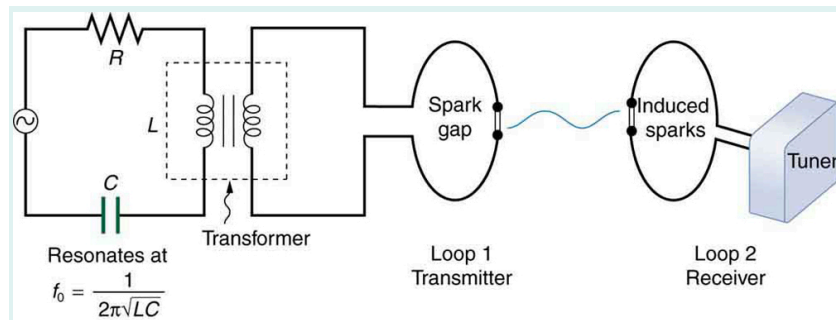 R
L
C
Transformer
Resonates at
f₀ = 1 / 2π√LC
Spark
gap
Loop 1
Transmitter
Induced
sparks
Tuner
Loop 2
Receiver